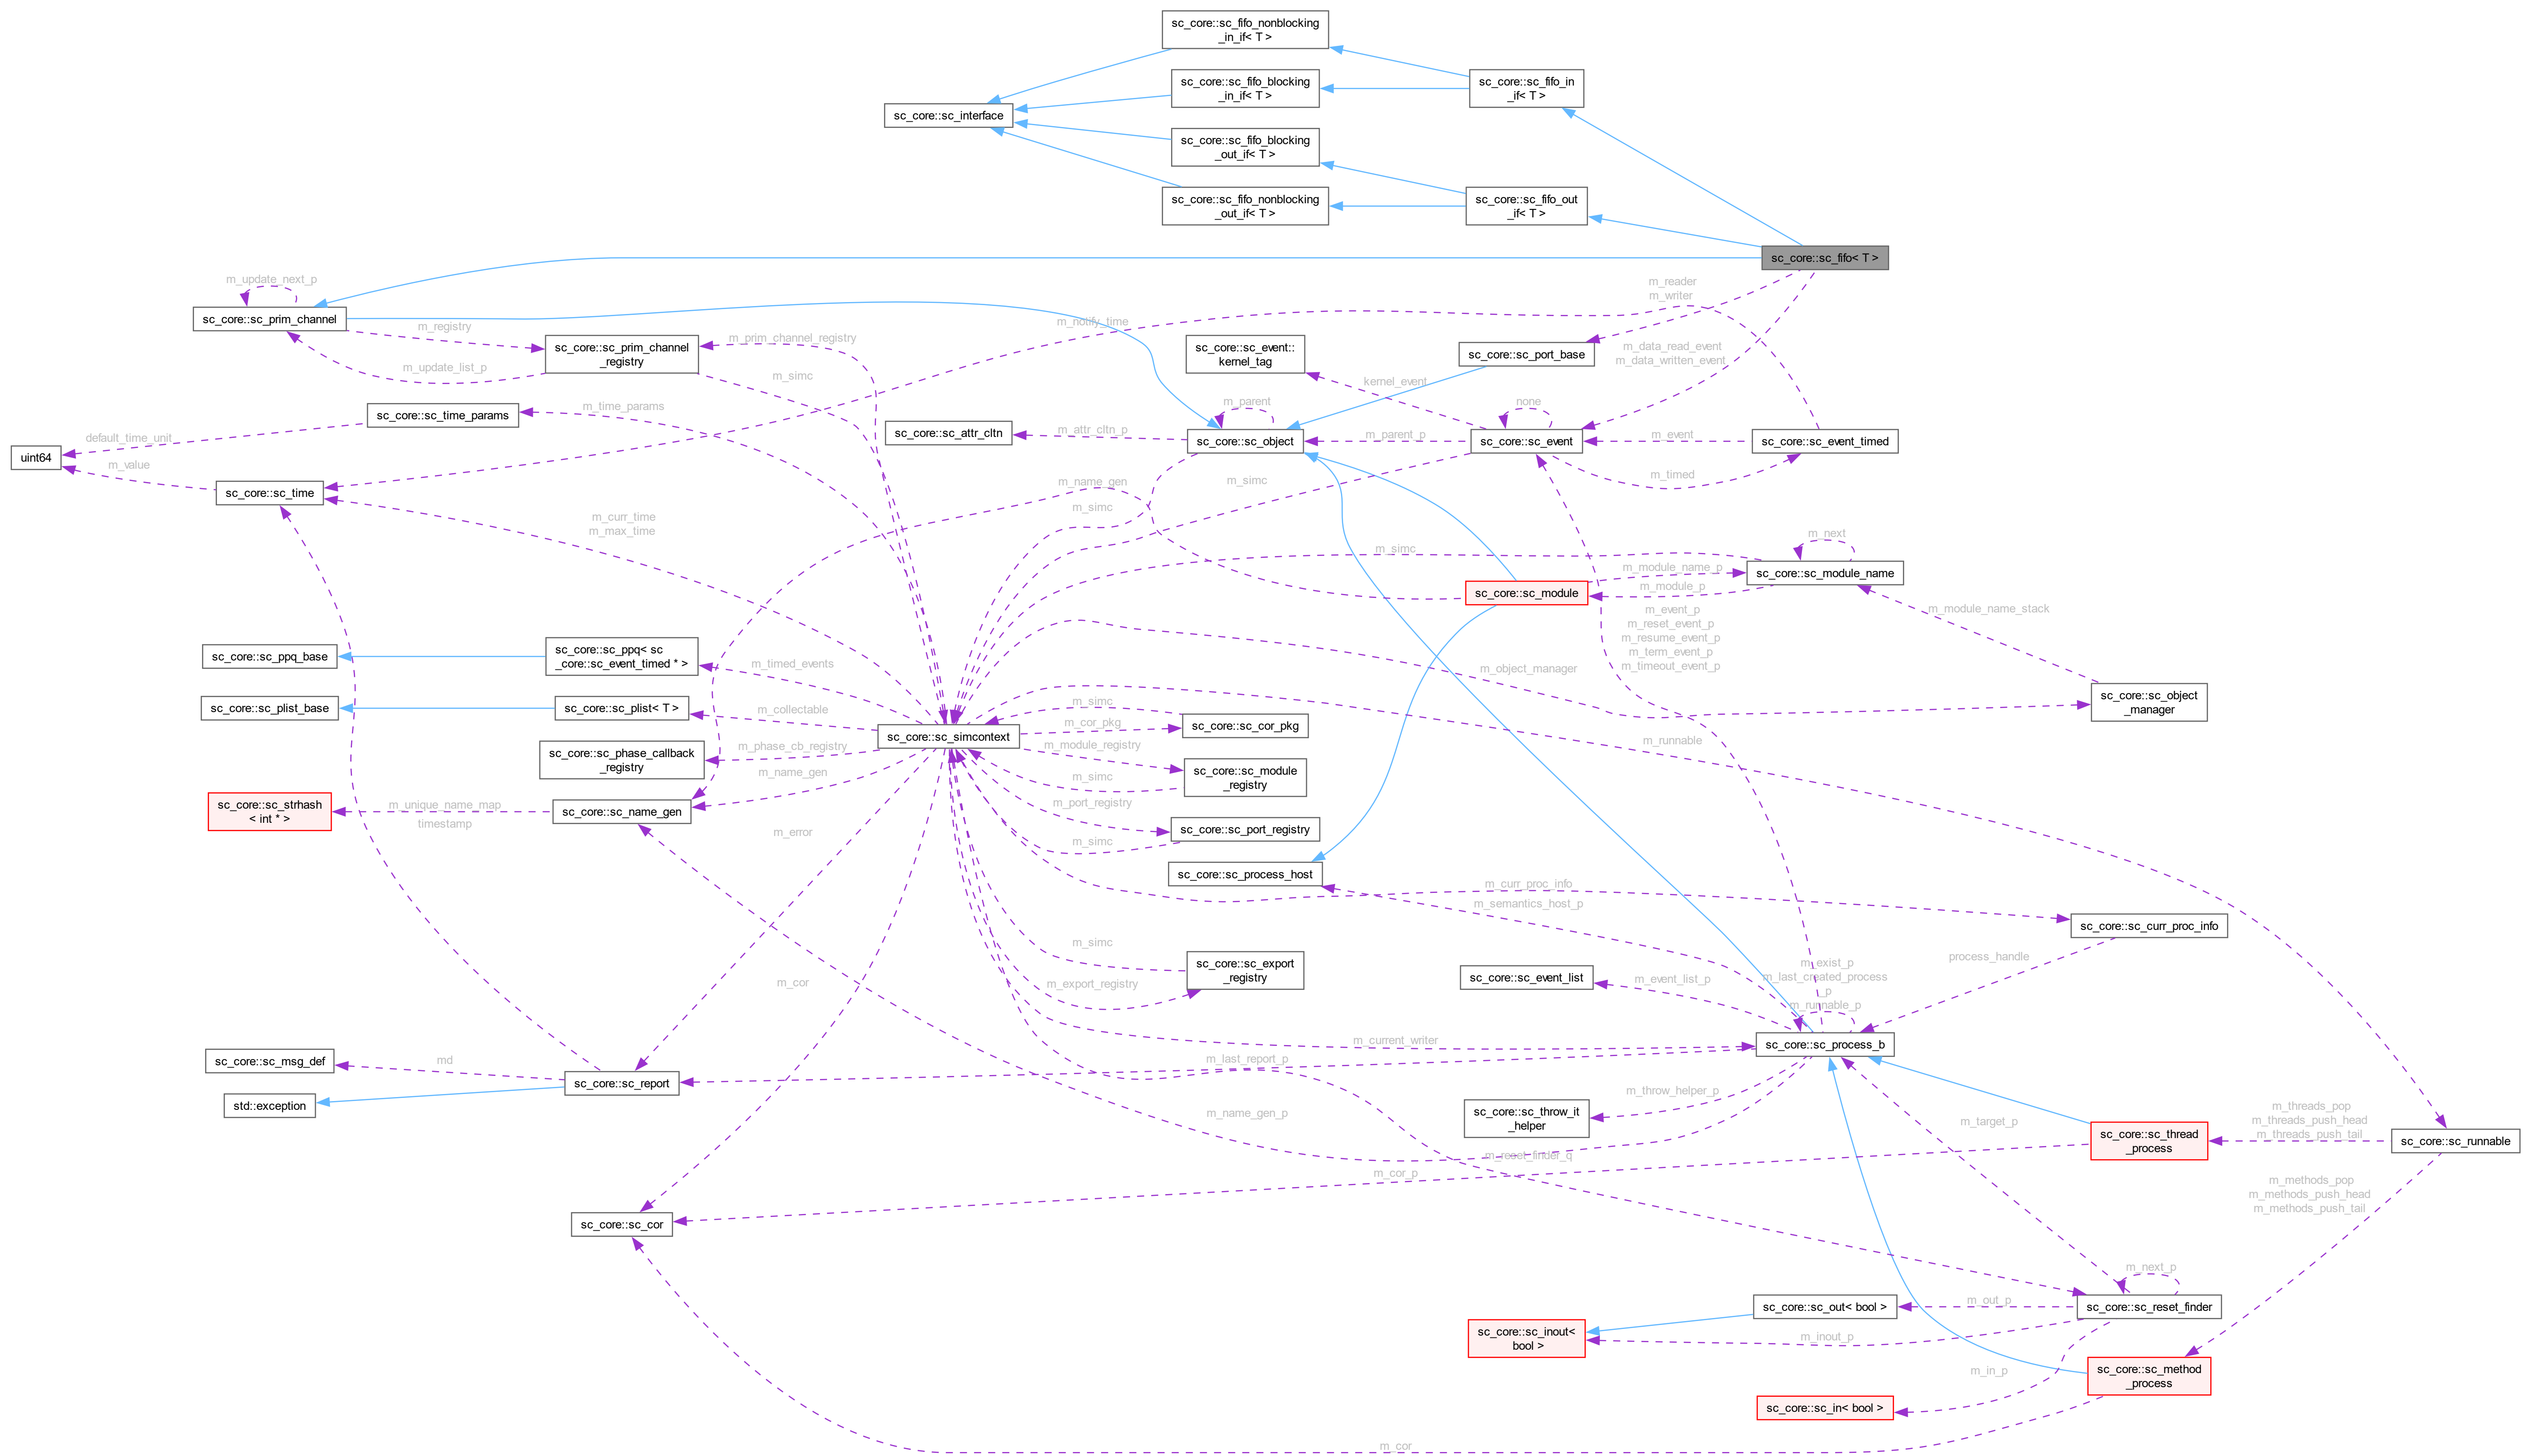 sc_core::sc_fifo_nonblocking
_in_if< T >
sc_core::sc_fifo_blocking
_in_if< T >
sc_core::sc_fifo_in
_if< T >
sc_core::sc_interface
sc_core::sc_fifo_blocking
_out_if< T >
sc_core::sc_fifo_nonblocking
_out_if< T >
sc_core::sc_fifo_out
_if< T >
sc_core::sc_fifo< T >
m_update_next_p
m_reader
m_writer
sc_core::sc_prim_channel
m_registry
m_notify_time
m_prim_channel_registry
sc_core::sc_prim_channel
_registry
sc_core::sc_event::
kernel_tag
sc_core::sc_port_base
m_data_read_event
m_data_written_event
m_update_list_p
m_simc
kernel_event
m_parent
none
m_time_params
sc_core::sc_time_params
sc_core::sc_attr_cltn
m_attr_cltn_p
sc_core::sc_object
m_parent_p
sc_core::sc_event
m_event
sc_core::sc_event_timed
default_time_unit
uint64
m_value
m_timed
sc_core::sc_time
m_name_gen
m_simc
m_simc
m_curr_time
m_max_time
m_next
m_simc
m_module_name_p
sc_core::sc_module_name
sc_core::sc_module
m_module_p
m_event_p
m_reset_event_p
m_resume_event_p
m_term_event_p
m_timeout_event_p
m_module_name_stack
sc_core::sc_ppq_base
sc_core::sc_ppq< sc
_core::sc_event_timed * >
m_timed_events
m_object_manager
sc_core::sc_plist_base
sc_core::sc_plist< T >
m_collectable
m_simc
sc_core::sc_object
_manager
m_cor_pkg
sc_core::sc_cor_pkg
sc_core::sc_simcontext
m_runnable
sc_core::sc_phase_callback
_registry
m_phase_cb_registry
m_module_registry
sc_core::sc_module
_registry
m_name_gen
m_simc
sc_core::sc_strhash
< int * >
m_unique_name_map
sc_core::sc_name_gen
m_port_registry
timestamp
m_error
sc_core::sc_port_registry
m_simc
sc_core::sc_process_host
m_curr_proc_info
m_semantics_host_p
sc_core::sc_curr_proc_info
m_simc
process_handle
m_cor
sc_core::sc_export
_registry
m_export_registry
sc_core::sc_event_list
m_event_list_p
m_exist_p
m_last_created_process
_p
m_runnable_p
m_current_writer
sc_core::sc_process_b
sc_core::sc_msg_def
md
m_last_report_p
sc_core::sc_report
std::exception
m_throw_helper_p
m_name_gen_p
sc_core::sc_throw_it
_helper
m_target_p
m_threads_pop
m_threads_push_head
m_threads_push_tail
sc_core::sc_thread
_process
sc_core::sc_runnable
m_reset_finder_q
m_cor_p
m_methods_pop
m_methods_push_head
m_methods_push_tail
sc_core::sc_cor
m_next_p
sc_core::sc_out< bool >
m_out_p
sc_core::sc_reset_finder
sc_core::sc_inout<
bool >
m_inout_p
m_in_p
sc_core::sc_method
_process
sc_core::sc_in< bool >
m_cor